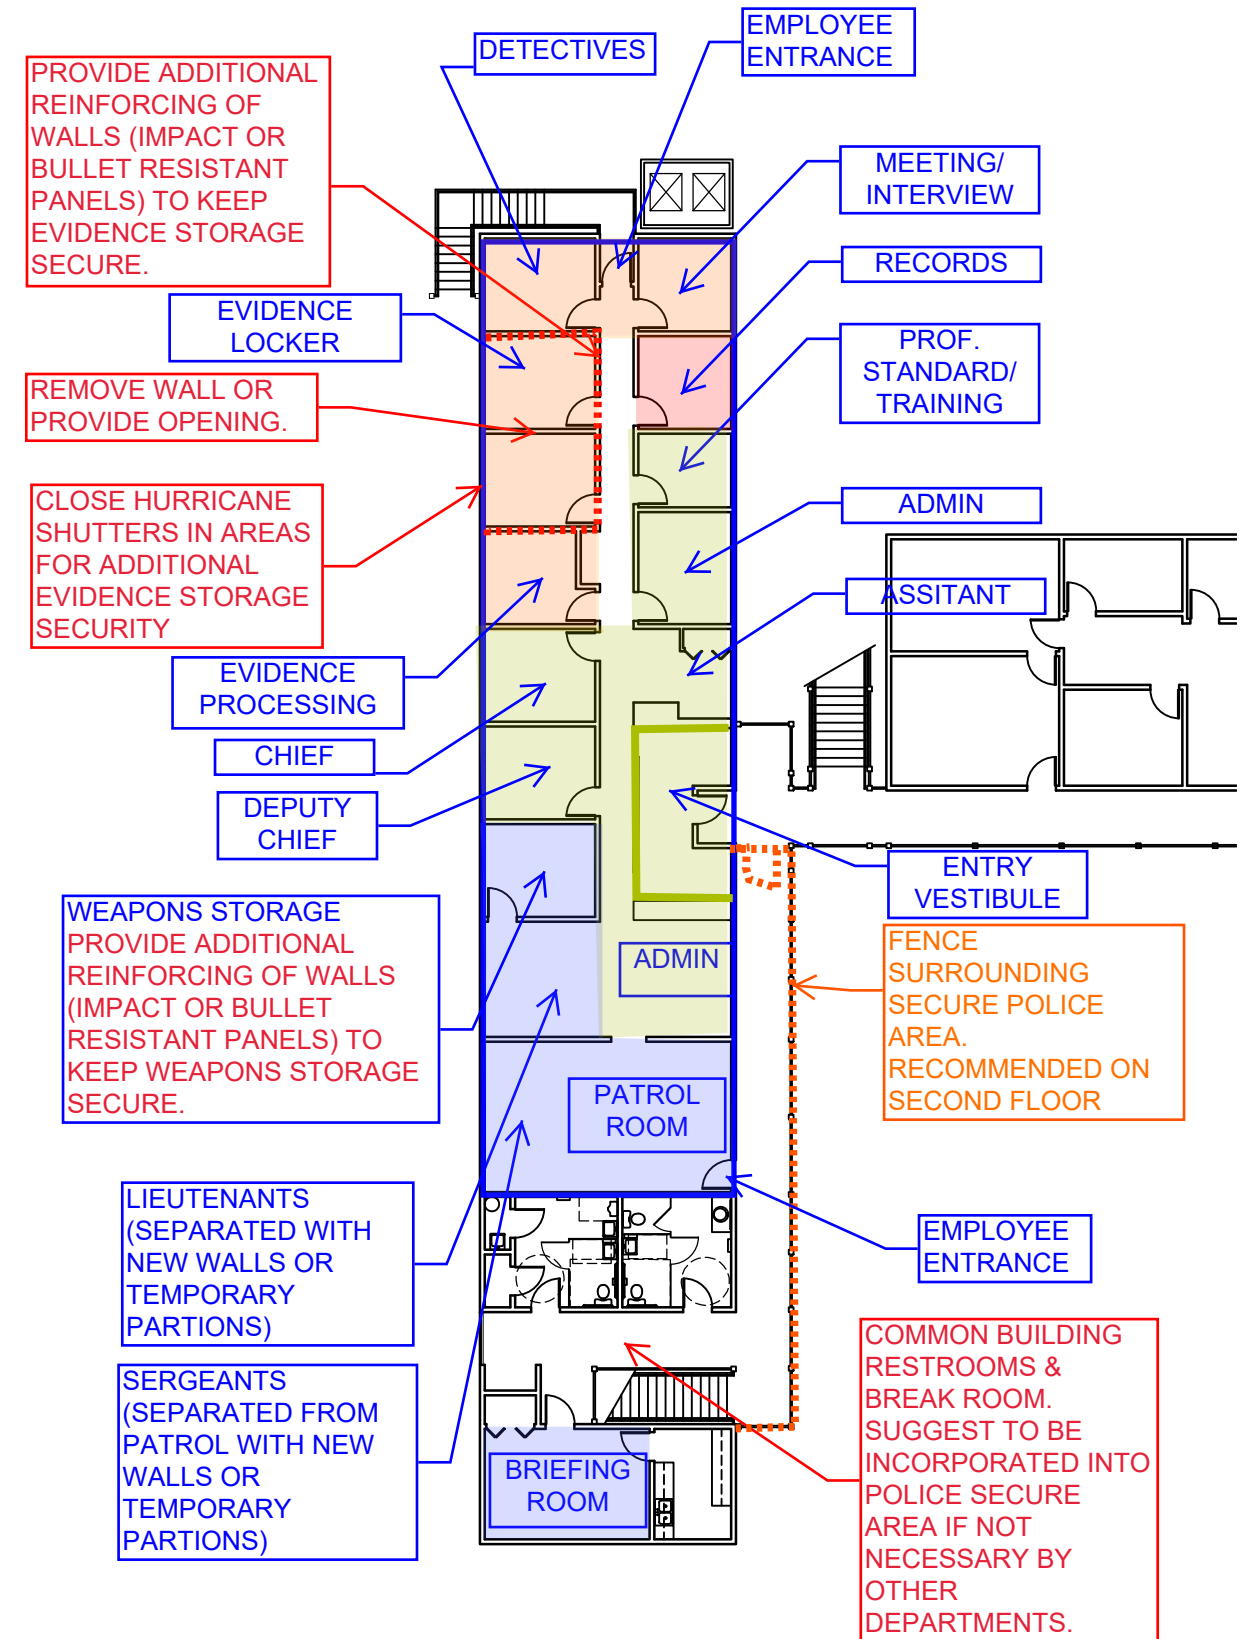 DETECTIVES
EMPLOYEE
ENTRANCE
PROVIDE ADDITIONAL
REINFORCING OF
WALLS (IMPACT OR
BULLET RESISTANT
PANELS) TO KEEP
EVIDENCE STORAGE
SECURE.
MEETING/
INTERVIEW
RECORDS
EVIDENCE
LOCKER
PROF.
STANDARD/
TRAINING
REMOVE WALL OR
PROVIDE OPENING.
CLOSE HURRICANE
SHUTTERS IN AREAS
FOR ADDITIONAL
EVIDENCE STORAGE
SECURITY
ADMIN
ASSITANT
EVIDENCE
PROCESSING
CHIEF
DEPUTY
CHIEF
ENTRY
VESTIBULE
WEAPONS STORAGE
PROVIDE ADDITIONAL
REINFORCING OF WALLS
(IMPACT OR BULLET
RESISTANT PANELS) TO
KEEP WEAPONS STORAGE
SECURE.
ADMIN
FENCE
SURROUNDING
SECURE POLICE
AREA.
RECOMMENDED ON
SECOND FLOOR
PATROL
ROOM
LIEUTENANTS
(SEPARATED WITH
NEW WALLS OR
TEMPORARY
PARTIONS)
EMPLOYEE
ENTRANCE
SERGEANTS
(SEPARATED FROM
PATROL WITH NEW
WALLS OR
TEMPORARY
PARTIONS)
BRIEFING
ROOM
COMMON BUILDING
RESTROOMS &
BREAK ROOM.
SUGGEST TO BE
INCORPORATED INTO
POLICE SECURE
AREA IF NOT
NECESSARY BY
OTHER
DEPARTMENTS.